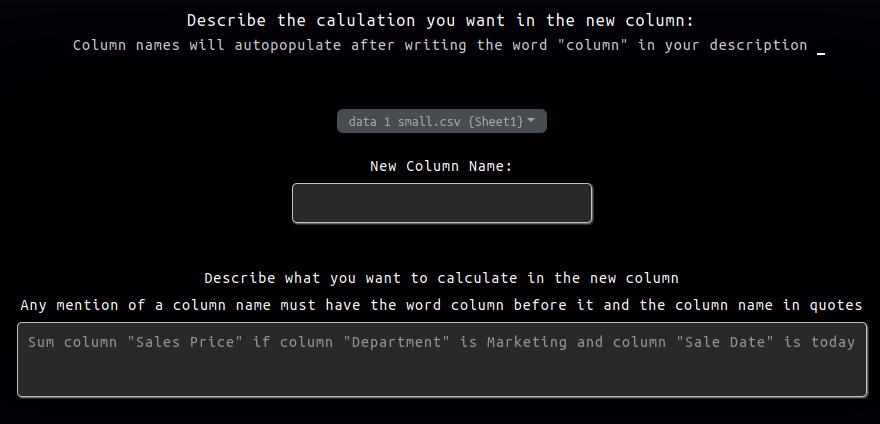 Describe the calulation you want in the new column:
Column names will autopopulate after writing the word "column" in your description _
data 1 small.csv {Sheet1}
New Column Name:
Describe what you want to calculate in the new column
Any mention of a column name must have the word column before it and the column name in quotes
Sum column "Sales Price" if column "Department" is Marketing and column "Sale Date" is today